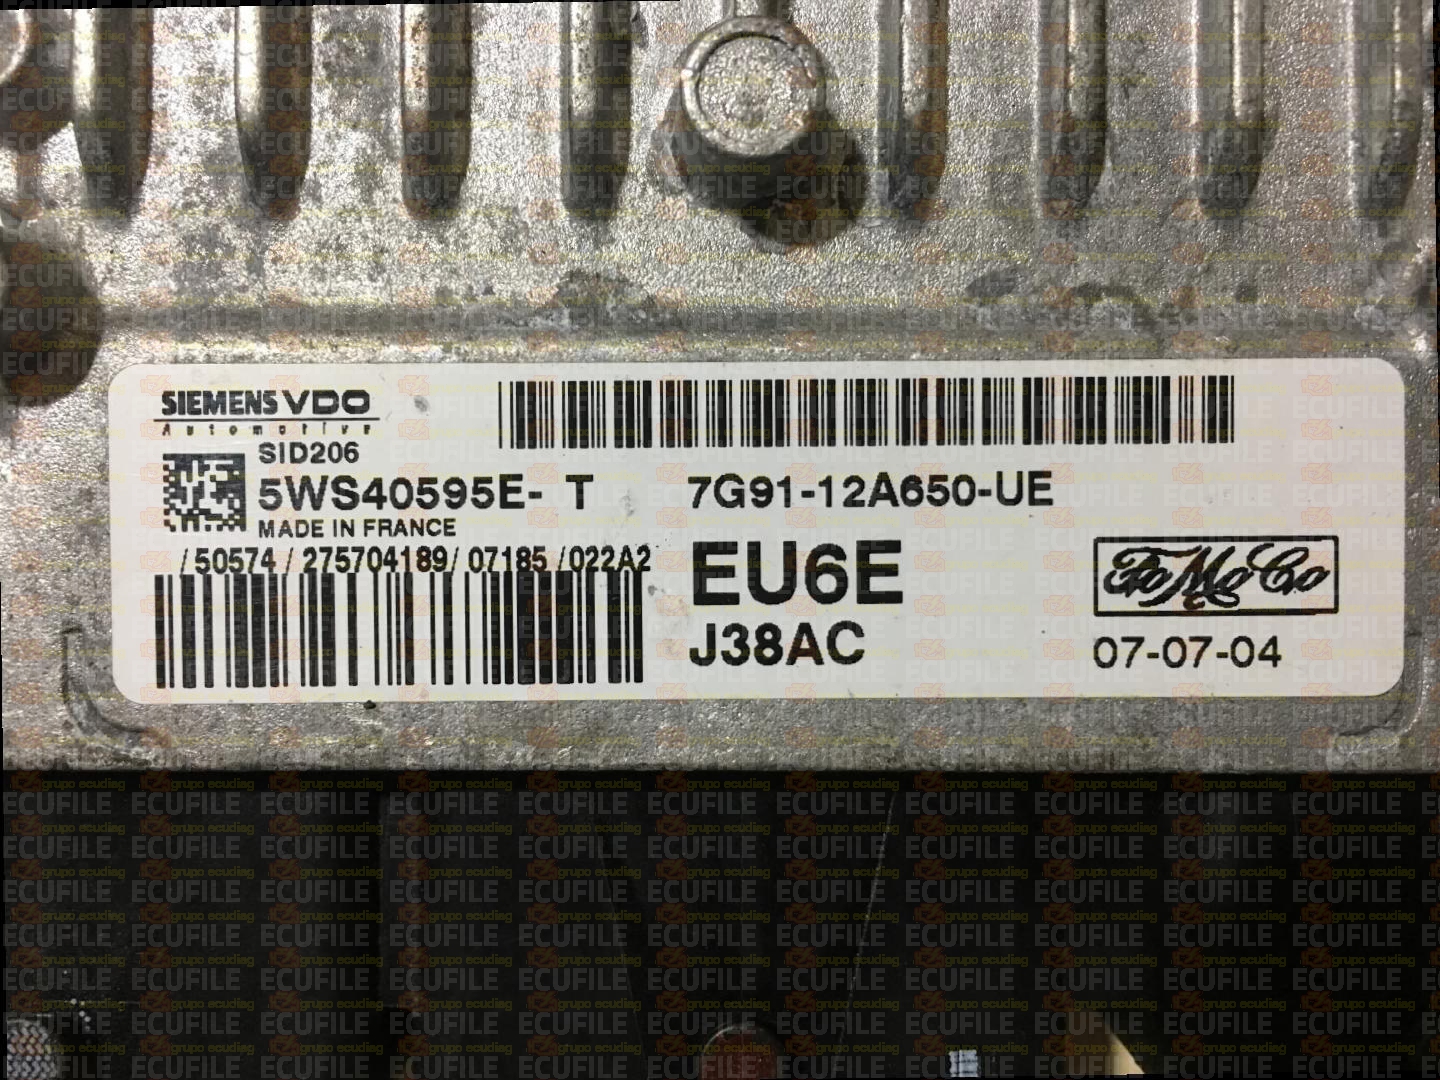 SIEMENS VDO
Automotive
SID206
5WS40595E- T 7G91-12A650-UE
MADE IN FRANCE
/ 50574 / 275704189/ 07185 /022A2
EU6E
J38AC
FoMoCo
07-07-04
ECUFILE
grupo ecudiag